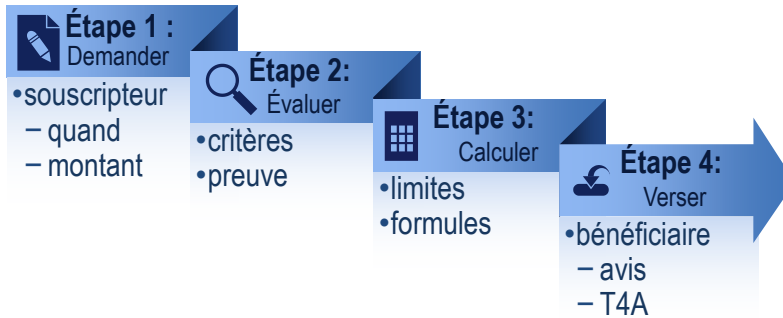 Étape 1 :
Demander
•souscripteur
– quand
– montant
Étape 2:
Évaluer
•critères
•preuve
Étape 3:
Calculer
•limites
•formules
Étape 4:
Verser
•bénéficiaire
– avis
– T4A